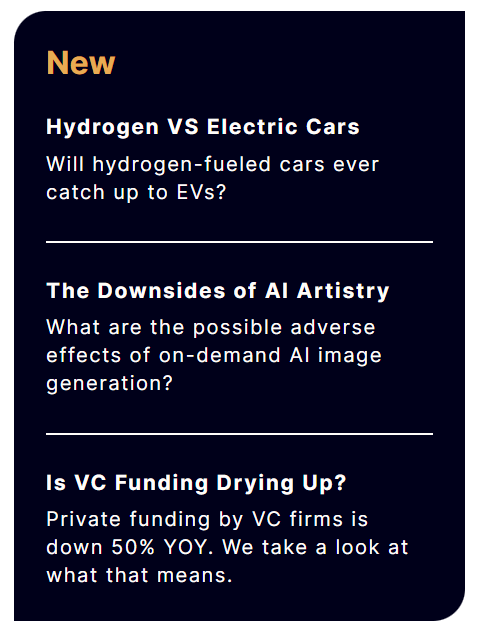 New
Hydrogen VS Electric Cars
Will hydrogen-fueled cars ever
catch up to EVs?
The Downsides of AI Artistry
What are the possible adverse
effects of on-demand AI image
generation?
Is VC Funding Drying Up?
Private funding by VC firms is
down 50% YOY. We take a look at
what that means.